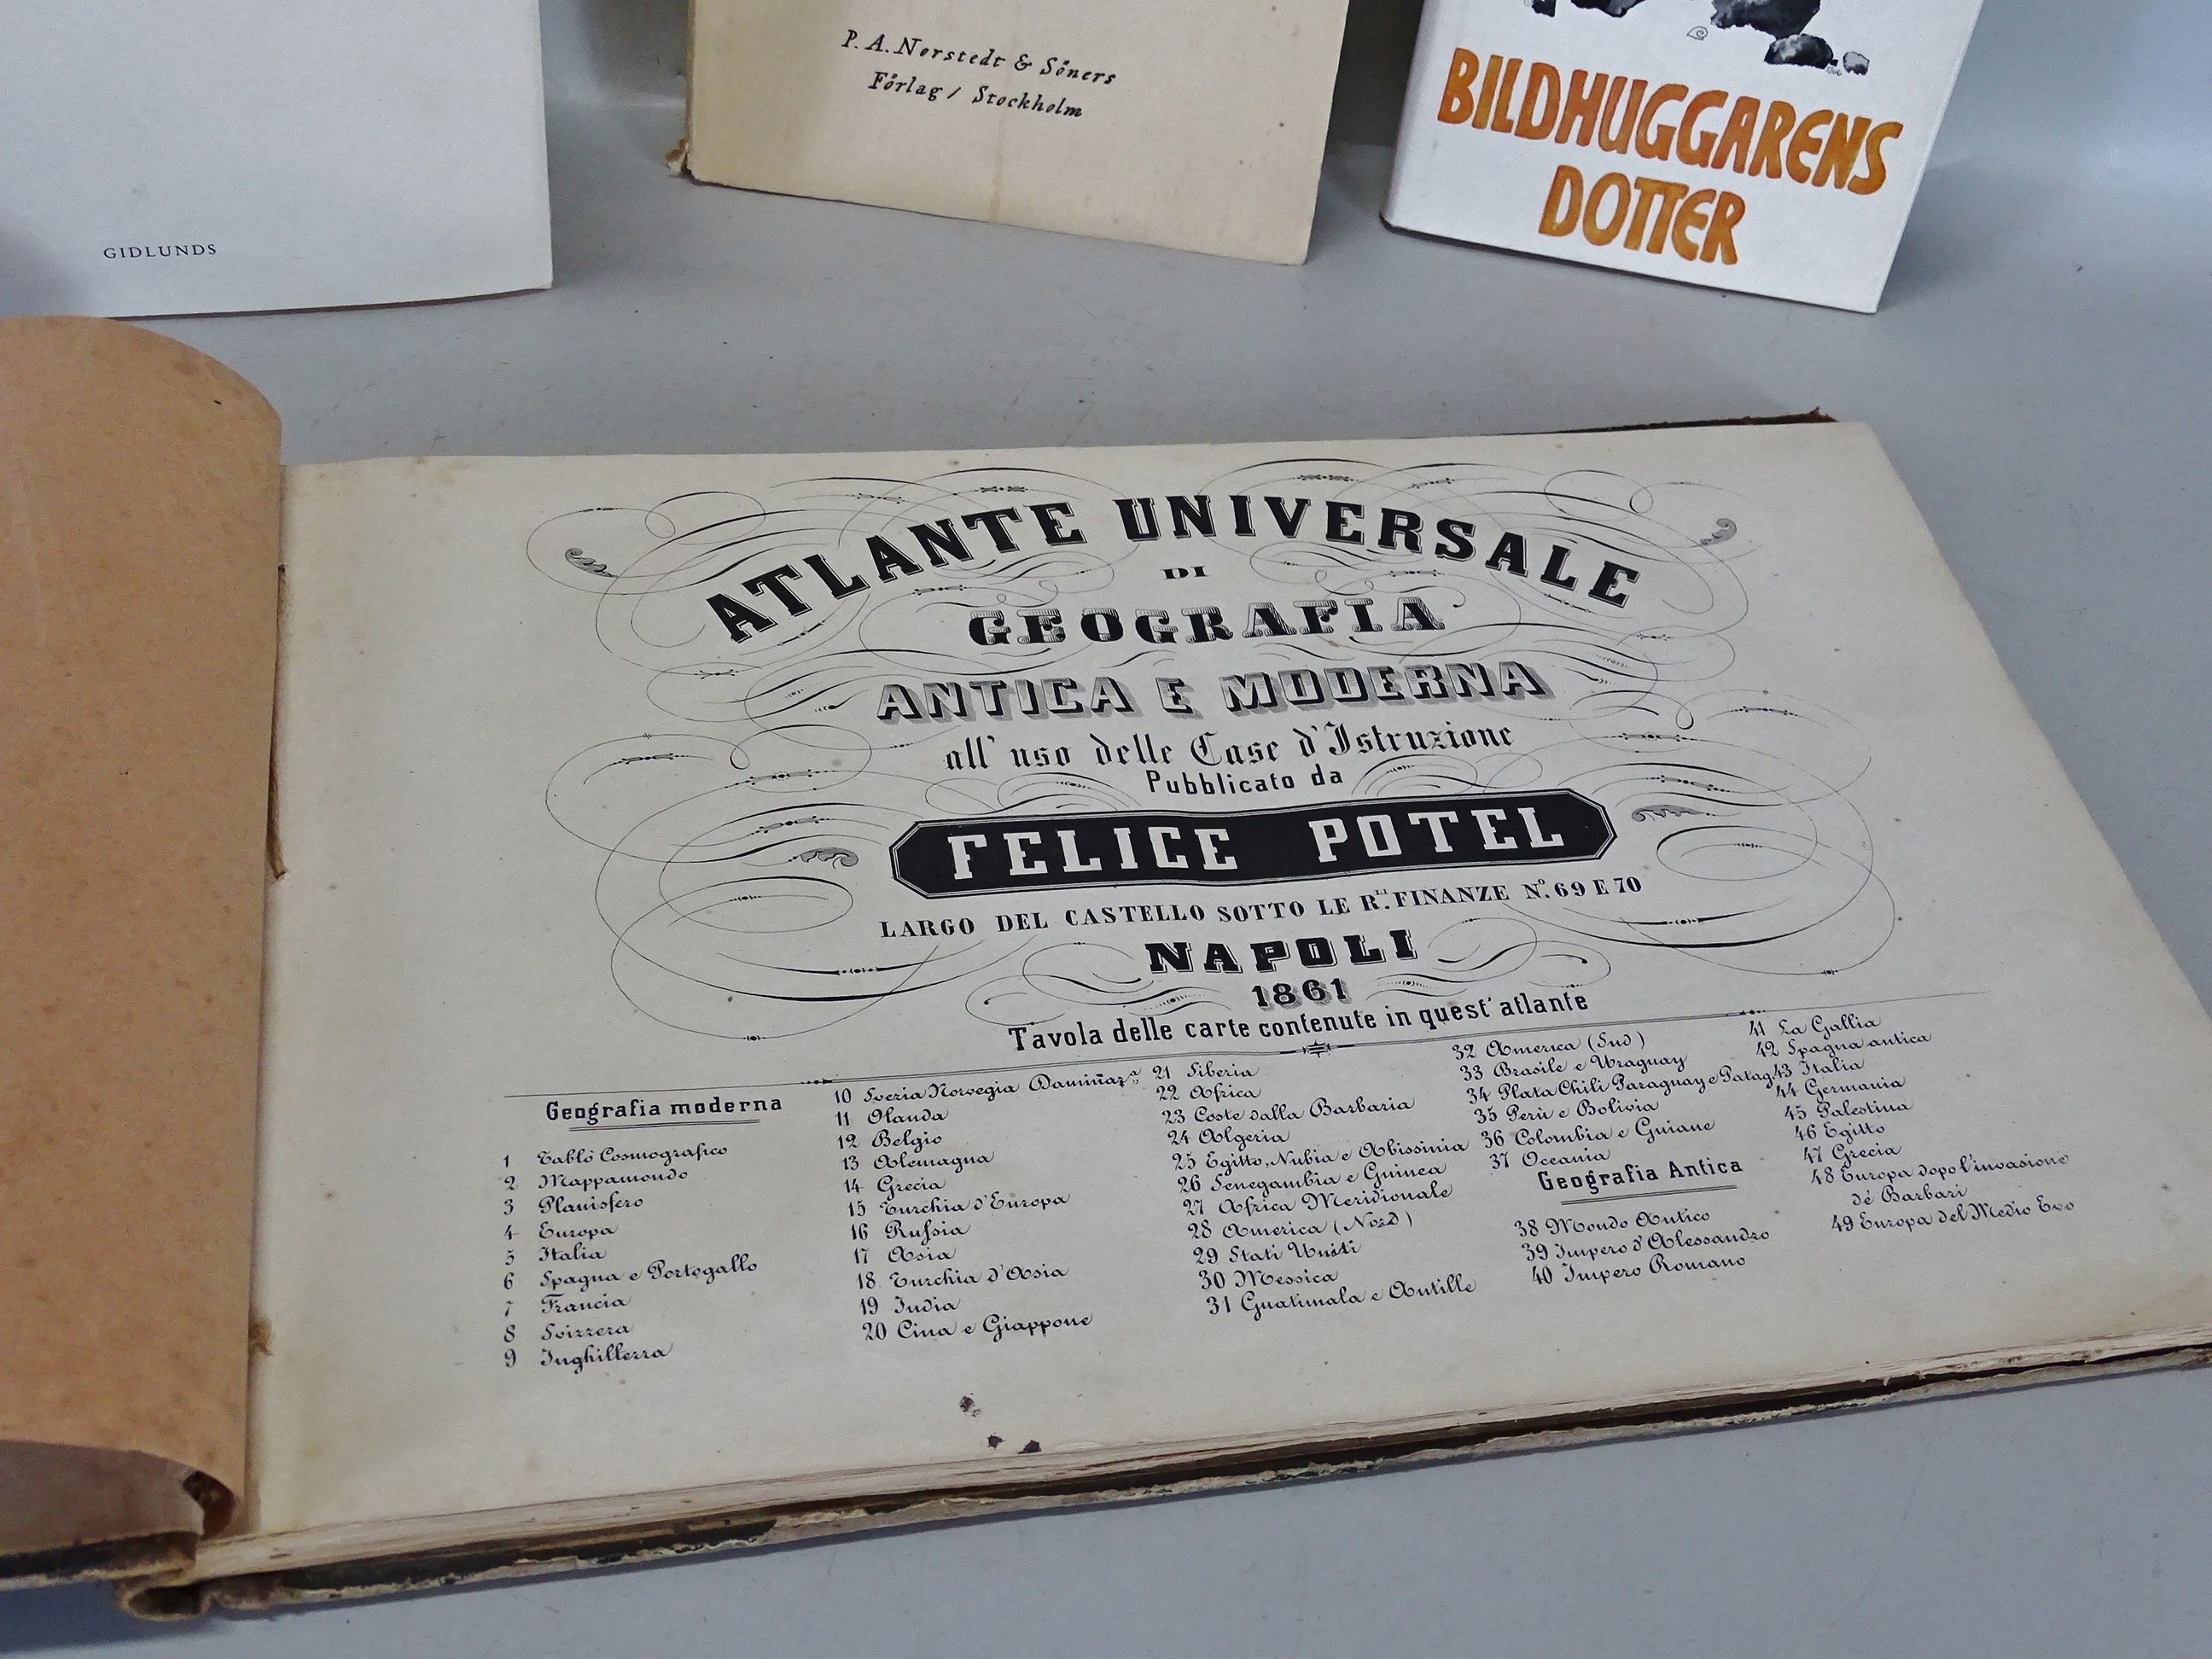 GIDLUNDS
P. A. Norstedt & Söners
Förlag / Stockholm
BILDHUGGARENS
DOTTER
ATLANTE UNIVERSALE
DI
GEOGRAFIA
ANTICA E MODERNA
all' uso delle Case d'Istruzione
Pubblicato da
FELICE POTEL
LARGO DEL CASTELLO SOTTO LE R.li FINANZE No. 69 E 70
NAPOLI
1861
Tavola delle carte contenute in quest' atlante
Geografia moderna
1 Tablò Cosmografico
2 Mappamondo
3 Planisfero
4 Europa
5 Italia
6 Spagna e Portogallo
7 Francia
8 Svizzera
9 Inghilterra
10 Svezia Norvegia
11 Olanda
12 Belgio
13 Alemagna
14 Grecia
15 Turchia d'Europa
16 Russia
17 Asia
18 Turchia d'Asia
19 India
20 Cina e Giappone
21 Siberia
22 Africa
23 Coste dalla Barbaria
24 Algeria
25 Egitto, Nubia e Abissinia
26 Senegambia e Guinea
27 Africa Meridionale
28 America (Nord)
29 Stati Uniti
30 Messica
31 Guatimala e Antille
32 America (Sud)
33 Brasile e Uraguay
34 Plata Chili Paraguay e Patag.
35 Perù e Bolivia
36 Colombia e Guiane
37 Oceania
Geografia Antica
38 Mondo Antico
39 Impero d'Alessandro
40 Impero Romano
41 La Gallia
42 Spagna antica
43 Italia
44 Germania
45 Palestina
46 Egitto
47 Grecia
48 Europa dopo l'invasione
dè Barbari
49 Europa del Medio Evo